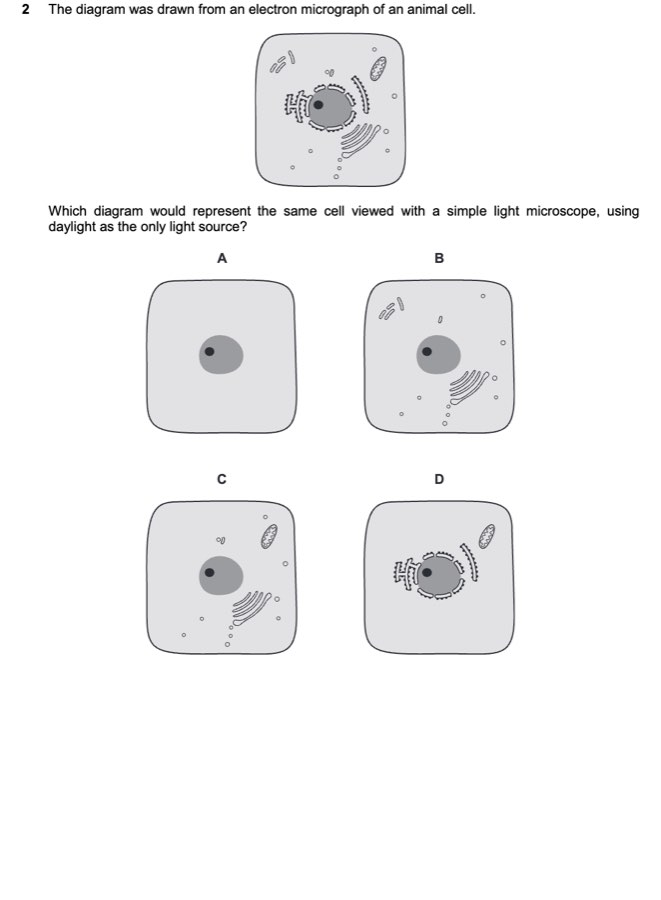 2 The diagram was drawn from an electron micrograph of an animal cell.
Which diagram would represent the same cell viewed with a simple light microscope, using
daylight as the only light source?
A B
C D